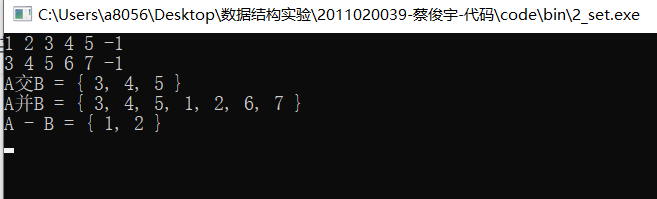 C:\Users\a8056\Desktop\数据结构实验\2011020039-蔡俊宇-代码\code\bin\2_set.exe
1 2 3 4 5 -1
3 4 5 6 7 -1
A交B = { 3, 4, 5 }
A并B = { 3, 4, 5, 1, 2, 6, 7 }
A - B = { 1, 2 }